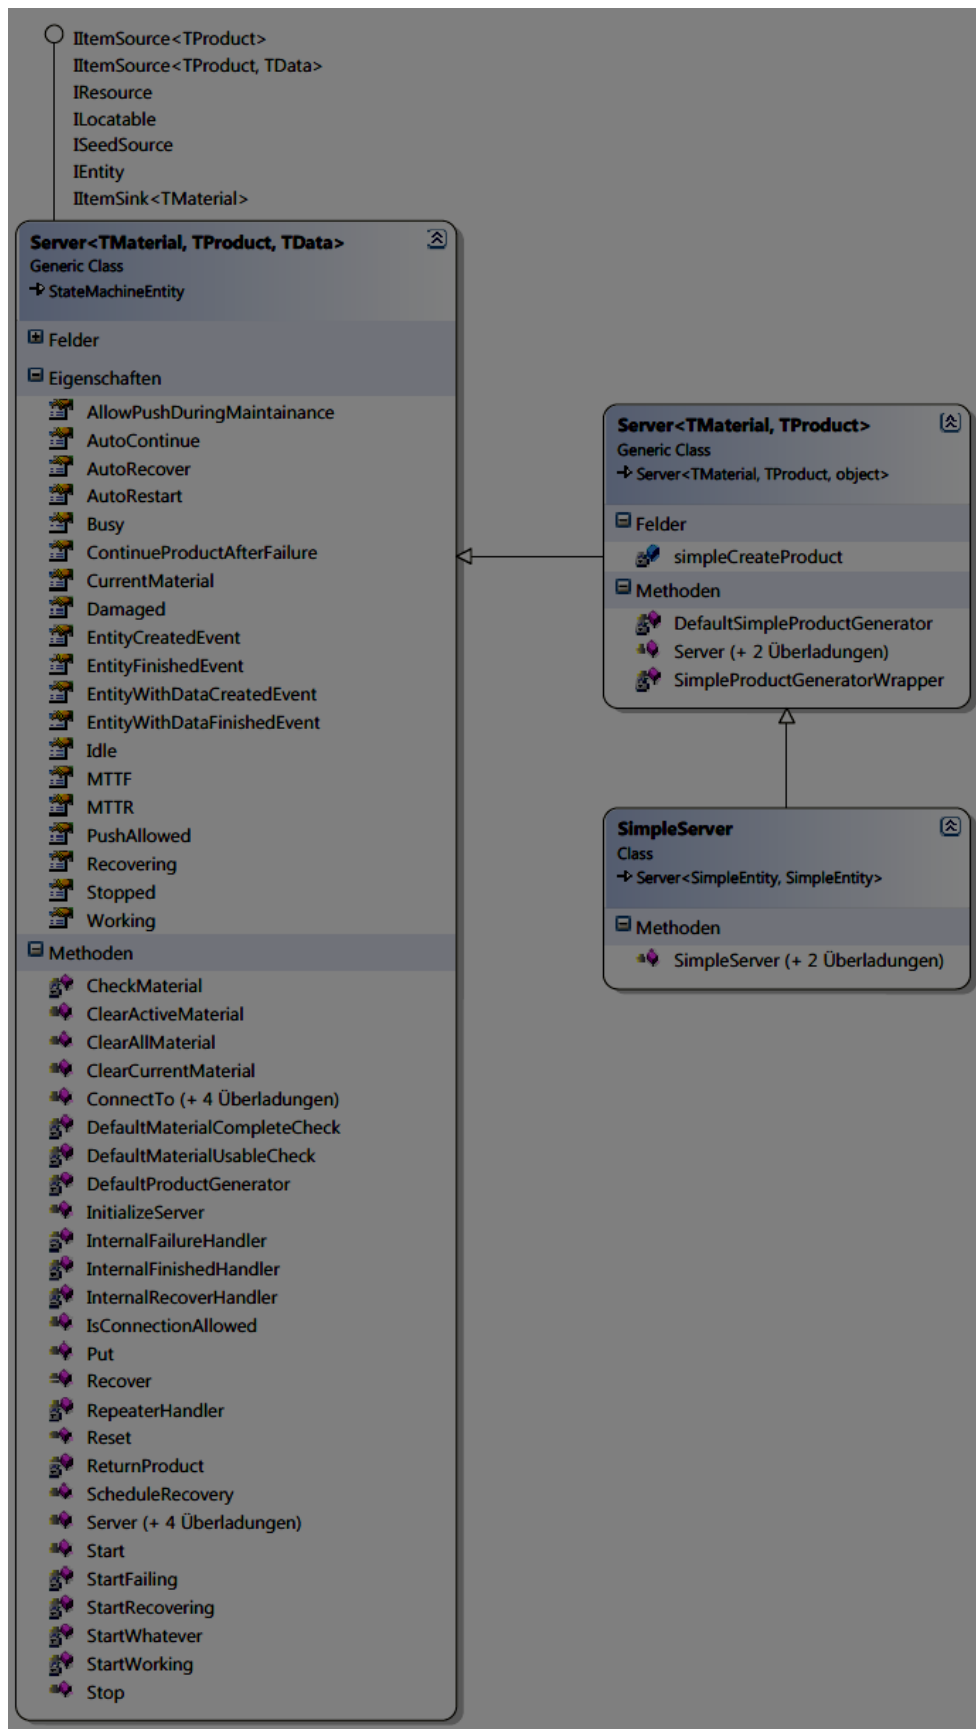 IItemSource<TProduct>
IItemSource<TProduct, TData>
IResource
ILocatable
ISeedSource
IEntity
IItemSink<TMaterial>
Server<TMaterial, TProduct, TData>
Generic Class
StateMachineEntity
Felder
Eigenschaften
AllowPushDuringMaintainance
AutoContinue
AutoRecover
AutoRestart
Busy
ContinueProductAfterFailure
CurrentMaterial
Damaged
EntityCreatedEvent
EntityFinishedEvent
EntityWithDataCreatedEvent
EntityWithDataFinishedEvent
Idle
MTTF
MTTR
PushAllowed
Recovering
Stopped
Working
Methoden
CheckMaterial
ClearActiveMaterial
ClearAllMaterial
ClearCurrentMaterial
ConnectTo (+ 4 Überladungen)
DefaultMaterialCompleteCheck
DefaultMaterialUsableCheck
DefaultProductGenerator
InitializeServer
InternalFailureHandler
InternalFinishedHandler
InternalRecoverHandler
IsConnectionAllowed
Put
Recover
RepeaterHandler
Reset
ReturnProduct
ScheduleRecovery
Server (+ 4 Überladungen)
Start
StartFailing
StartRecovering
StartWhatever
StartWorking
Stop
Server<TMaterial, TProduct>
Generic Class
Server<TMaterial, TProduct, object>
Felder
simpleCreateProduct
Methoden
DefaultSimpleProductGenerator
Server (+ 2 Überladungen)
SimpleProductGeneratorWrapper
SimpleServer
Class
Server<SimpleEntity, SimpleEntity>
Methoden
SimpleServer (+ 2 Überladungen)